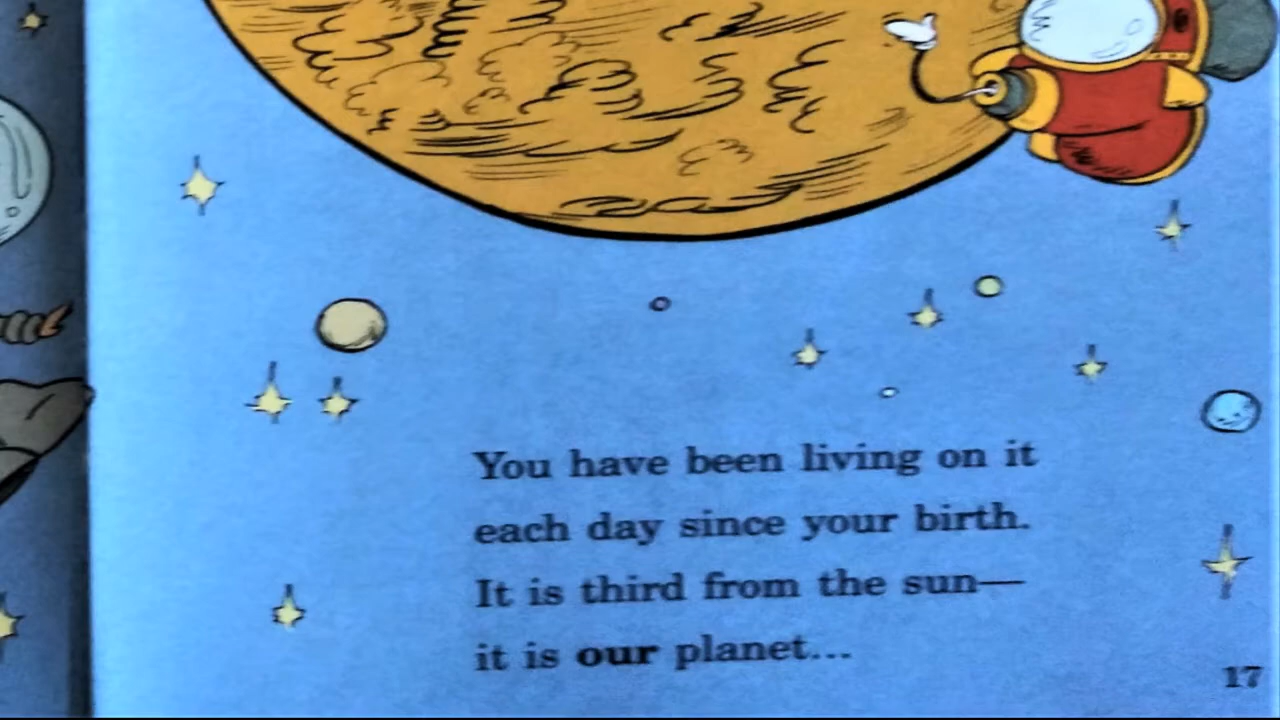 You have been living on it
each day since your birth.
It is third from the sun—
it is our planet...
17